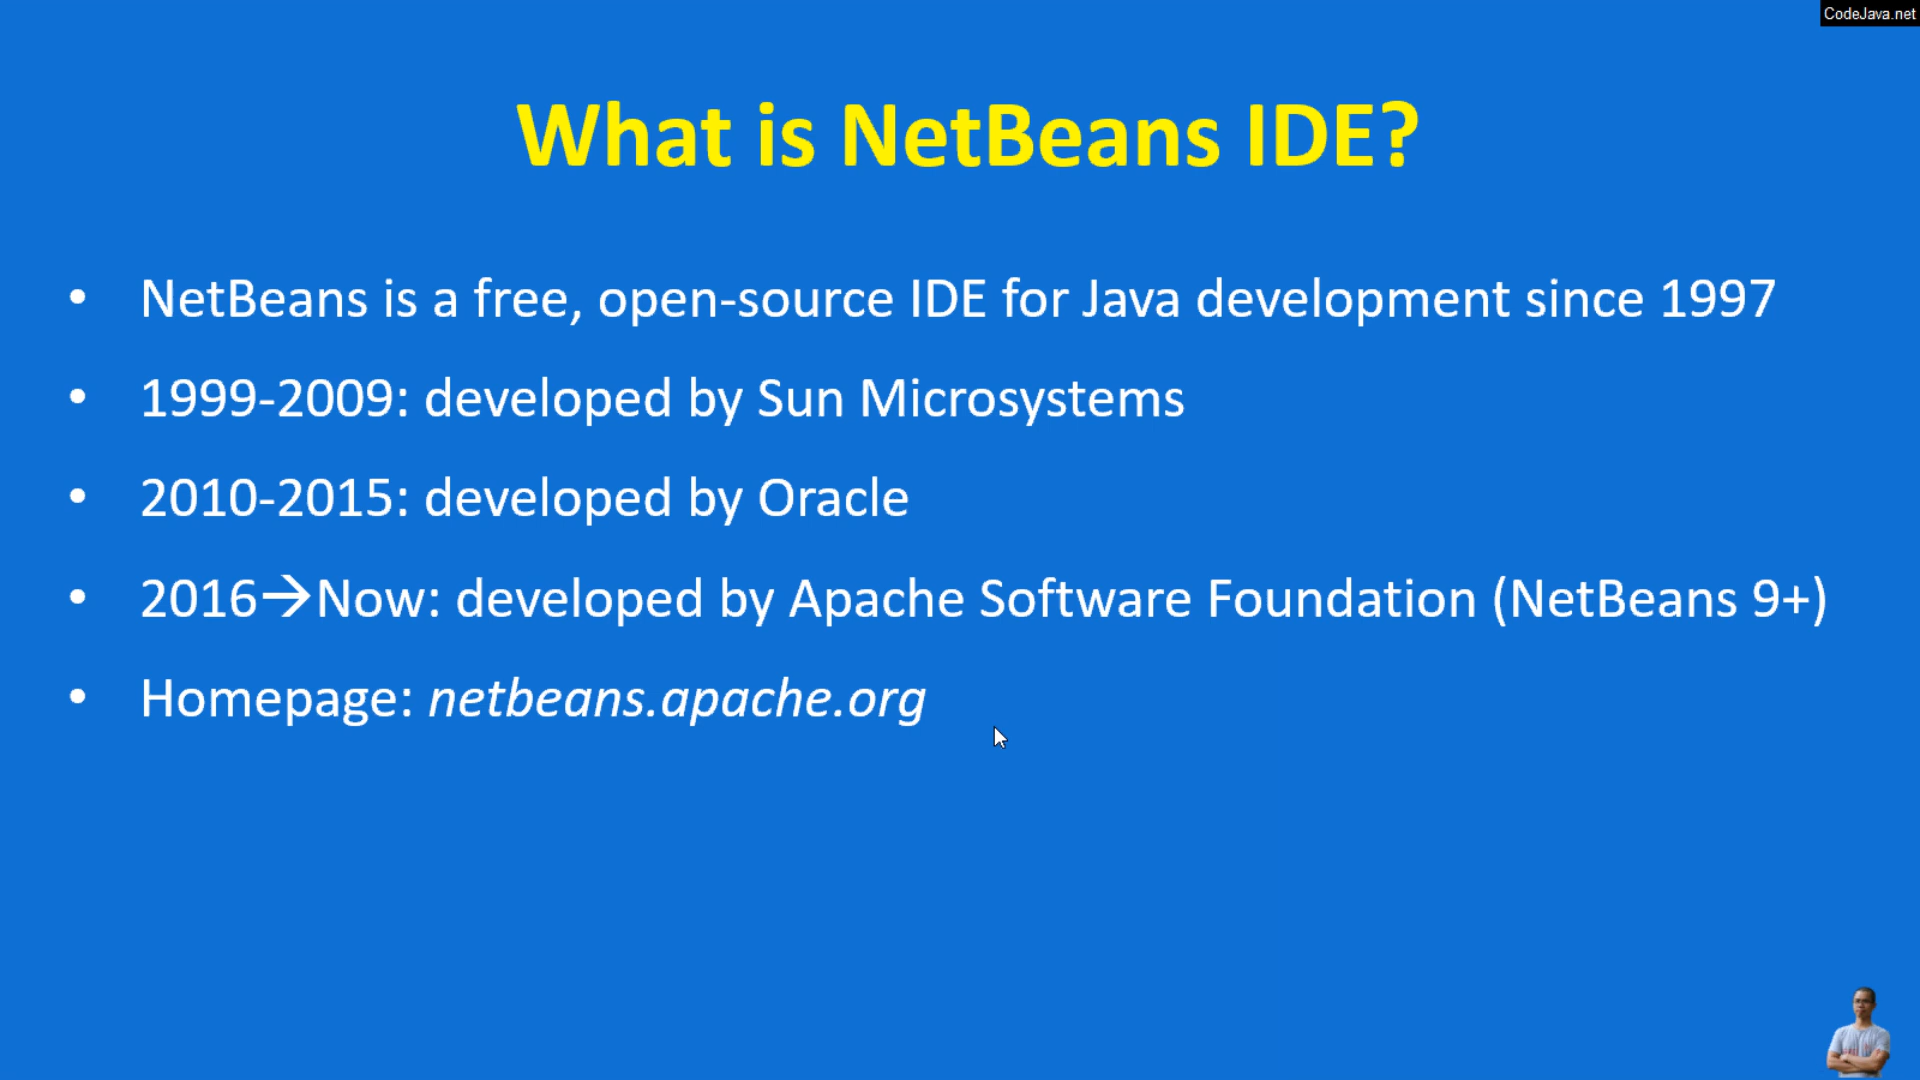 CodeJava.net
What is NetBeans IDE?
• NetBeans is a free, open-source IDE for Java development since 1997
• 1999-2009: developed by Sun Microsystems
• 2010-2015: developed by Oracle
• 2016→Now: developed by Apache Software Foundation (NetBeans 9+)
• Homepage: netbeans.apache.org